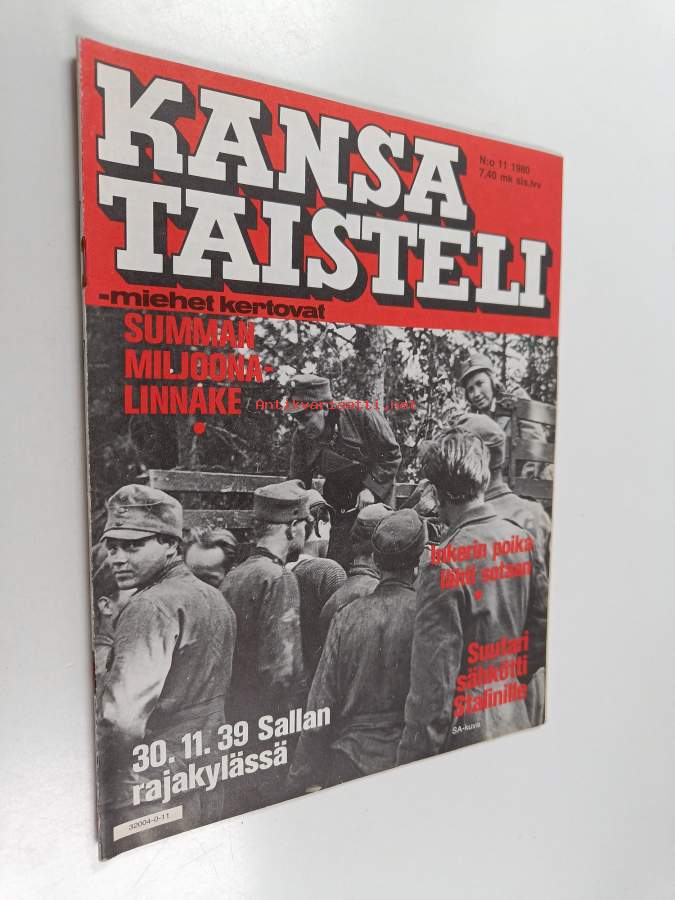 KANSA
TAISTELI
N:o 11 1980
7,40 mk sis.lvv
-miehet kertovat
SUMMAN
MILJOONA-
LINNAKE
Antikvariaatti.net
Inkerin poika
lähti sotaan
Suutari
sähkötti
Stalinille
SA-kuva
30. 11. 39 Sallan
rajakylässä
32004-0-11